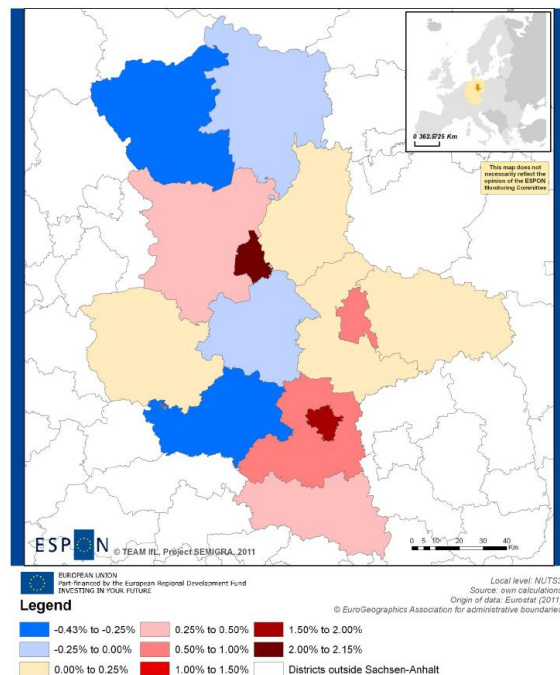 0 362.5725 Km
This map does not
necessarily reflect the
opinion of the ESPON
Monitoring Committee
ESPON
© TEAM IfL, Project SEMIGRA, 2011
0 5 10 20 30 40
Km
EUROPEAN UNION
Part-financed by the European Regional Development Fund
INVESTING IN YOUR FUTURE
Local level: NUTS3
Source: own calculations
Origin of data: Eurostat (2011)
© EuroGeographics Association for administrative boundaries
Legend
-0.43% to -0.25%
0.25% to 0.50%
1.50% to 2.00%
-0.25% to 0.00%
0.50% to 1.00%
2.00% to 2.15%
0.00% to 0.25%
1.00% to 1.50%
Districts outside Sachsen-Anhalt